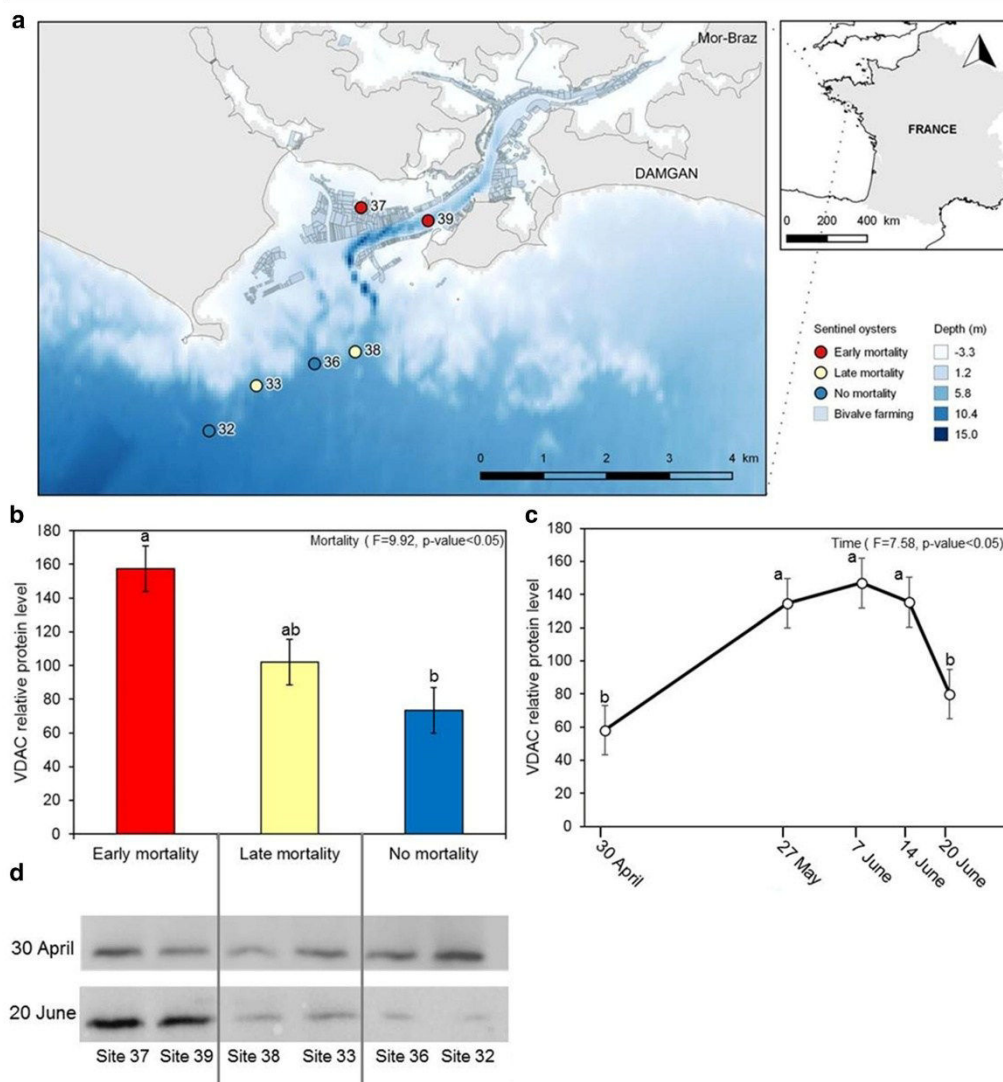 a
Mor-Braz
DAMGAN
37
39
38
36
33
32
0 1 2 3 4 km
FRANCE
0 200 400 km
Sentinel oysters
Early mortality
Late mortality
No mortality
Bivalve farming
Depth (m)
-3.3
1.2
5.8
10.4
15.0
b
Mortality ( F=9.92, p-value<0.05)
VDAC relative protein level
180
160
140
120
100
80
60
40
20
0
a
ab
b
Early mortality Late mortality No mortality
c
Time ( F=7.58, p-value<0.05)
VDAC relative protein level
180
160
140
120
100
80
60
40
20
0
b
a
a
a
b
30 April
27 May
7 June
14 June
20 June
d
30 April
20 June
Site 37 Site 39 Site 38 Site 33 Site 36 Site 32